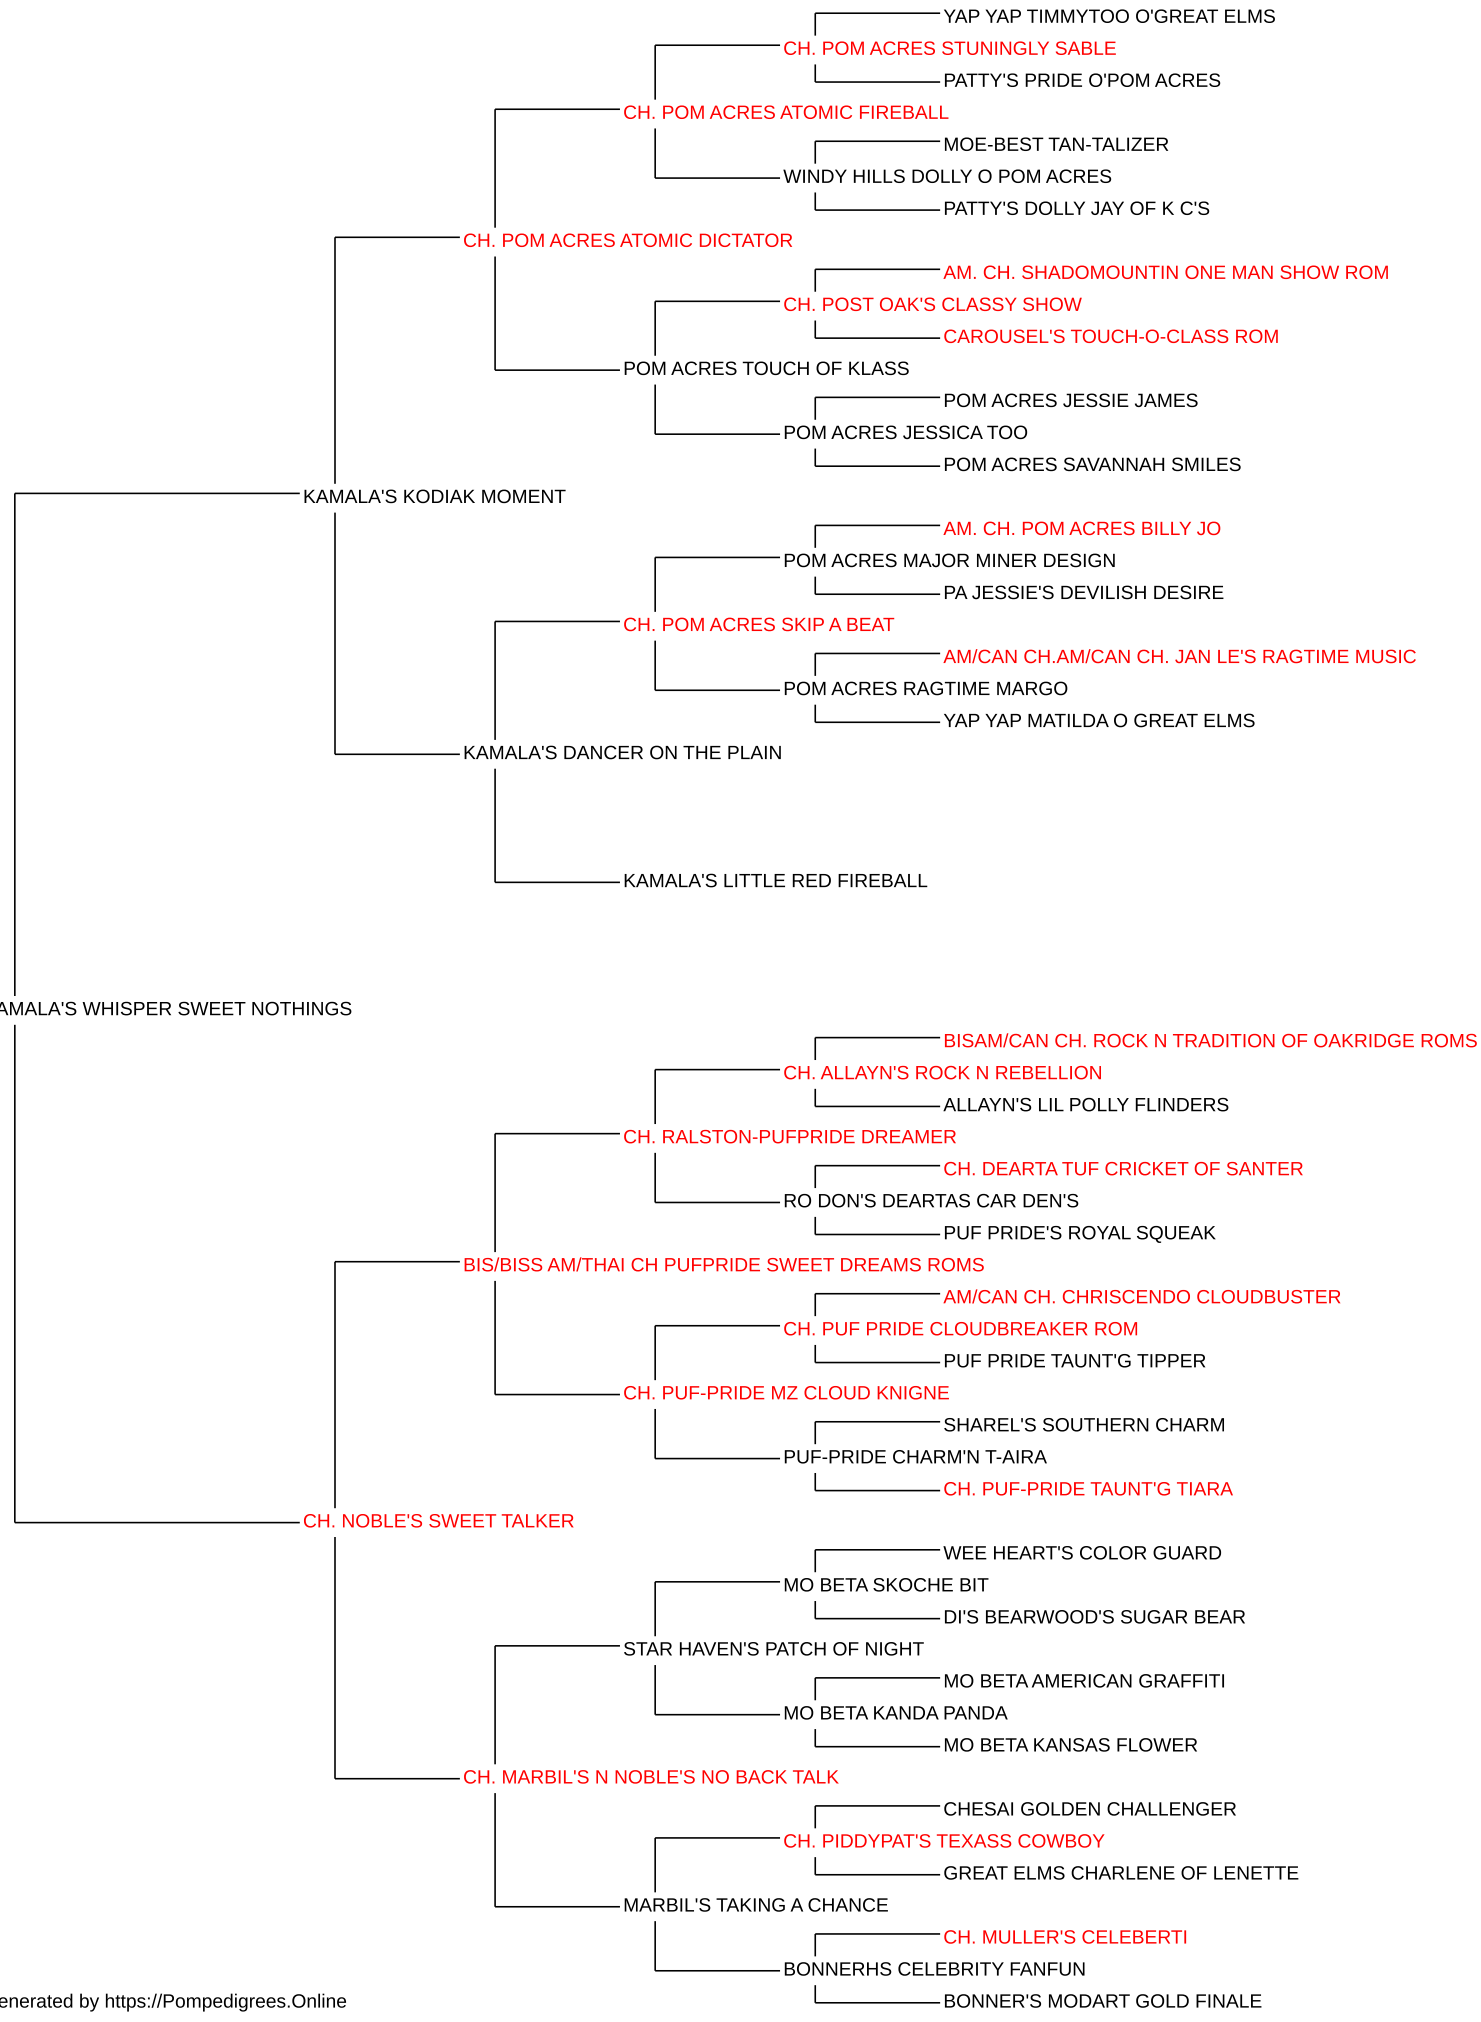 YAP YAP TIMMYTOO O'GREAT ELMS
CH. POM ACRES STUNINGLY SABLE
PATTY'S PRIDE O'POM ACRES
CH. POM ACRES ATOMIC FIREBALL
MOE-BEST TAN-TALIZER
WINDY HILLS DOLLY O POM ACRES
PATTY'S DOLLY JAY OF K C'S
CH. POM ACRES ATOMIC DICTATOR
AM. CH. SHADOMOUNTIN ONE MAN SHOW ROM
CH. POST OAK'S CLASSY SHOW
CAROUSEL'S TOUCH-O-CLASS ROM
POM ACRES TOUCH OF KLASS
POM ACRES JESSIE JAMES
POM ACRES JESSICA TOO
POM ACRES SAVANNAH SMILES
KAMALA'S KODIAK MOMENT
AM. CH. POM ACRES BILLY JO
POM ACRES MAJOR MINER DESIGN
PA JESSIE'S DEVILISH DESIRE
CH. POM ACRES SKIP A BEAT
AM/CAN CH.AM/CAN CH. JAN LE'S RAGTIME MUSIC
POM ACRES RAGTIME MARGO
YAP YAP MATILDA O GREAT ELMS
KAMALA'S DANCER ON THE PLAIN
KAMALA'S LITTLE RED FIREBALL
AMALA'S WHISPER SWEET NOTHINGS
BISAM/CAN CH. ROCK N TRADITION OF OAKRIDGE ROMS
CH. ALLAYN'S ROCK N REBELLION
ALLAYN'S LIL POLLY FLINDERS
CH. RALSTON-PUFPRIDE DREAMER
CH. DEARTA TUF CRICKET OF SANTER
RO DON'S DEARTAS CAR DEN'S
PUF PRIDE'S ROYAL SQUEAK
BIS/BISS AM/THAI CH PUFPRIDE SWEET DREAMS ROMS
AM/CAN CH. CHRISCENDO CLOUDBUSTER
CH. PUF PRIDE CLOUDBREAKER ROM
PUF PRIDE TAUNT'G TIPPER
CH. PUF-PRIDE MZ CLOUD KNIGNE
SHAREL'S SOUTHERN CHARM
PUF-PRIDE CHARM'N T-AIRA
CH. PUF-PRIDE TAUNT'G TIARA
CH. NOBLE'S SWEET TALKER
WEE HEART'S COLOR GUARD
MO BETA SKOCHE BIT
DI'S BEARWOOD'S SUGAR BEAR
STAR HAVEN'S PATCH OF NIGHT
MO BETA AMERICAN GRAFFITI
MO BETA KANDA PANDA
MO BETA KANSAS FLOWER
CH. MARBIL'S N NOBLE'S NO BACK TALK
CHESAI GOLDEN CHALLENGER
CH. PIDDYPAT'S TEXASS COWBOY
GREAT ELMS CHARLENE OF LENETTE
MARBIL'S TAKING A CHANCE
CH. MULLER'S CELEBERTI
BONNERHS CELEBRITY FANFUN
BONNER'S MODART GOLD FINALE
enerated by https://Pompedigrees.Online